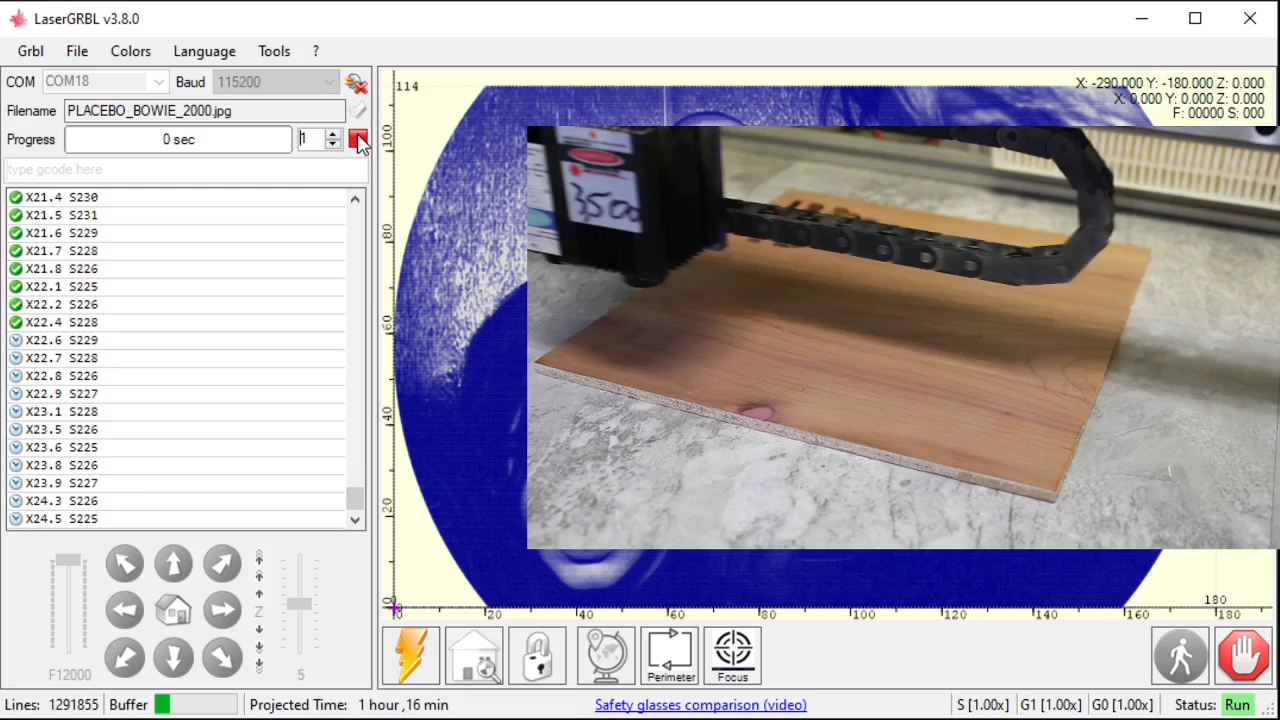 LaserGRBL v3.8.0
Grbl File Colors Language Tools ?
COM COM18 Baud 115200
Filename PLACEBO_BOWIE_2000.jpg
Progress 0 sec 1
type gcode here
X21.4 S230
X21.5 S231
X21.6 S229
X21.7 S228
X21.8 S226
X22.1 S225
X22.2 S226
X22.4 S228
X22.6 S229
X22.7 S228
X22.8 S226
X22.9 S227
X23.1 S228
X23.5 S226
X23.6 S225
X23.8 S226
X23.9 S227
X24.3 S226
X24.5 S225
Z
F12000
5
X: -290.000 Y: -180.000 Z: 0.000
X: 0.000 Y: 0.000 Z: 0.000
F: 00000 S: 000
114
100
80
60
40
20
0
0 20 40 60 80 100 120 140 160 180
180
3500
Perimeter Focus
Lines: 1291855 Buffer Projected Time: 1 hour ,16 min Safety glasses comparison (video) S [1.00x] G1 [1.00x] G0 [1.00x] Status: Run